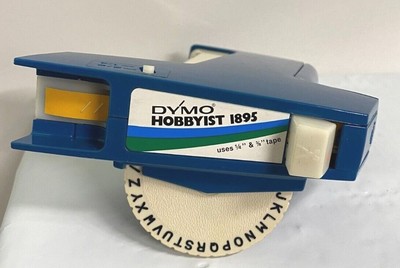 DYMO®
HOBBYIST 1895
uses ¼" & ⅜" tape
KLMNOPQRSTUVWXYZ